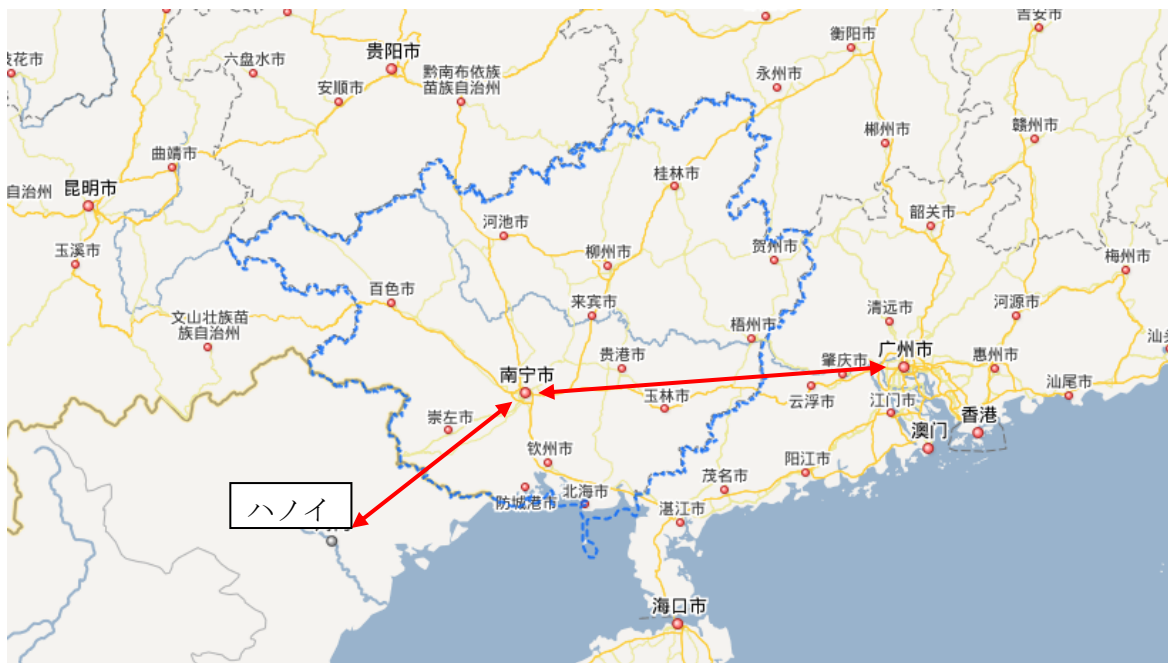 吉安市
衡阳市
贵阳市
六盘水市
黔南布依族
苗族自治州
永州市
安顺市
郴州市
赣州市
曲靖市
桂林市
昆明市
自治州
韶关市
河池市
玉溪市
柳州市
贺州市
梅州市
百色市
来宾市
清远市
河源市
文山壮族苗
族自治州
梧州市
贵港市
肇庆市
广州市
惠州市
南宁市
玉林市
云浮市
江门市
汕尾市
崇左市
香港
澳门
钦州市
阳江市
茂名市
防城港市
北海市
湛江市
ハノイ
海口市